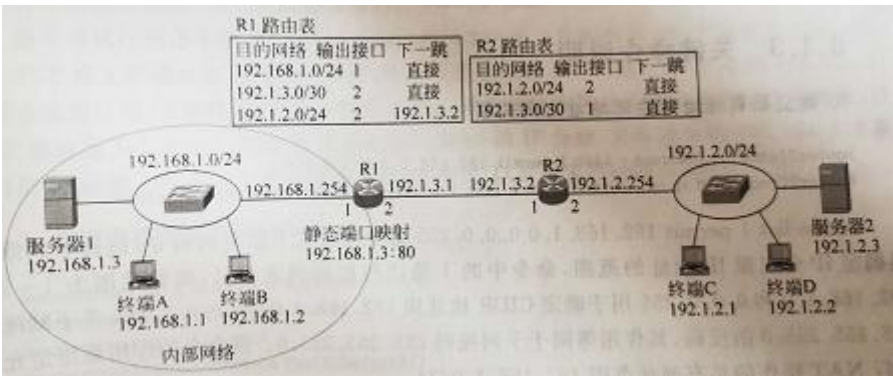 R1 路由表
目的网络 输出接口 下一跳
192.168.1.0/24 1 直接
192.1.3.0/30 2 直接
192.1.2.0/24 2 192.1.3.2
R2 路由表
目的网络 输出接口 下一跳
192.1.2.0/24 2 直接
192.1.3.0/30 1 直接
192.168.1.0/24
192.1.2.0/24
R1
R2
192.168.1.254
192.1.3.1
192.1.3.2
192.1.2.254
1
2
1
2
静态端口映射
192.168.1.3:80
服务器1
192.168.1.3
服务器2
192.1.2.3
终端A
192.168.1.1
终端B
192.168.1.2
终端C
192.1.2.1
终端D
192.1.2.2
内部网络